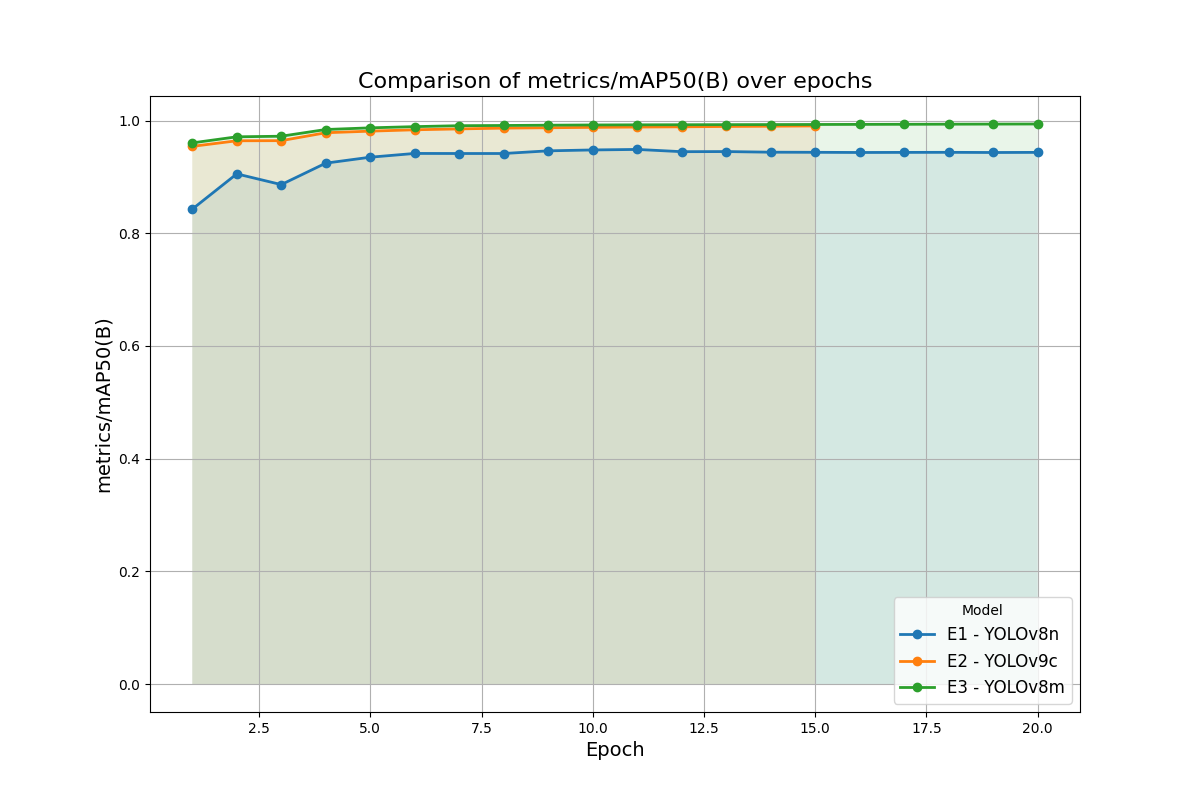 Comparison of metrics/mAP50(B) over epochs
metrics/mAP50(B)
1.0
0.8
0.6
0.4
0.2
0.0
2.5 5.0 7.5 10.0 12.5 15.0 17.5 20.0
Epoch
Model
E1 - YOLOv8n
E2 - YOLOv9c
E3 - YOLOv8m